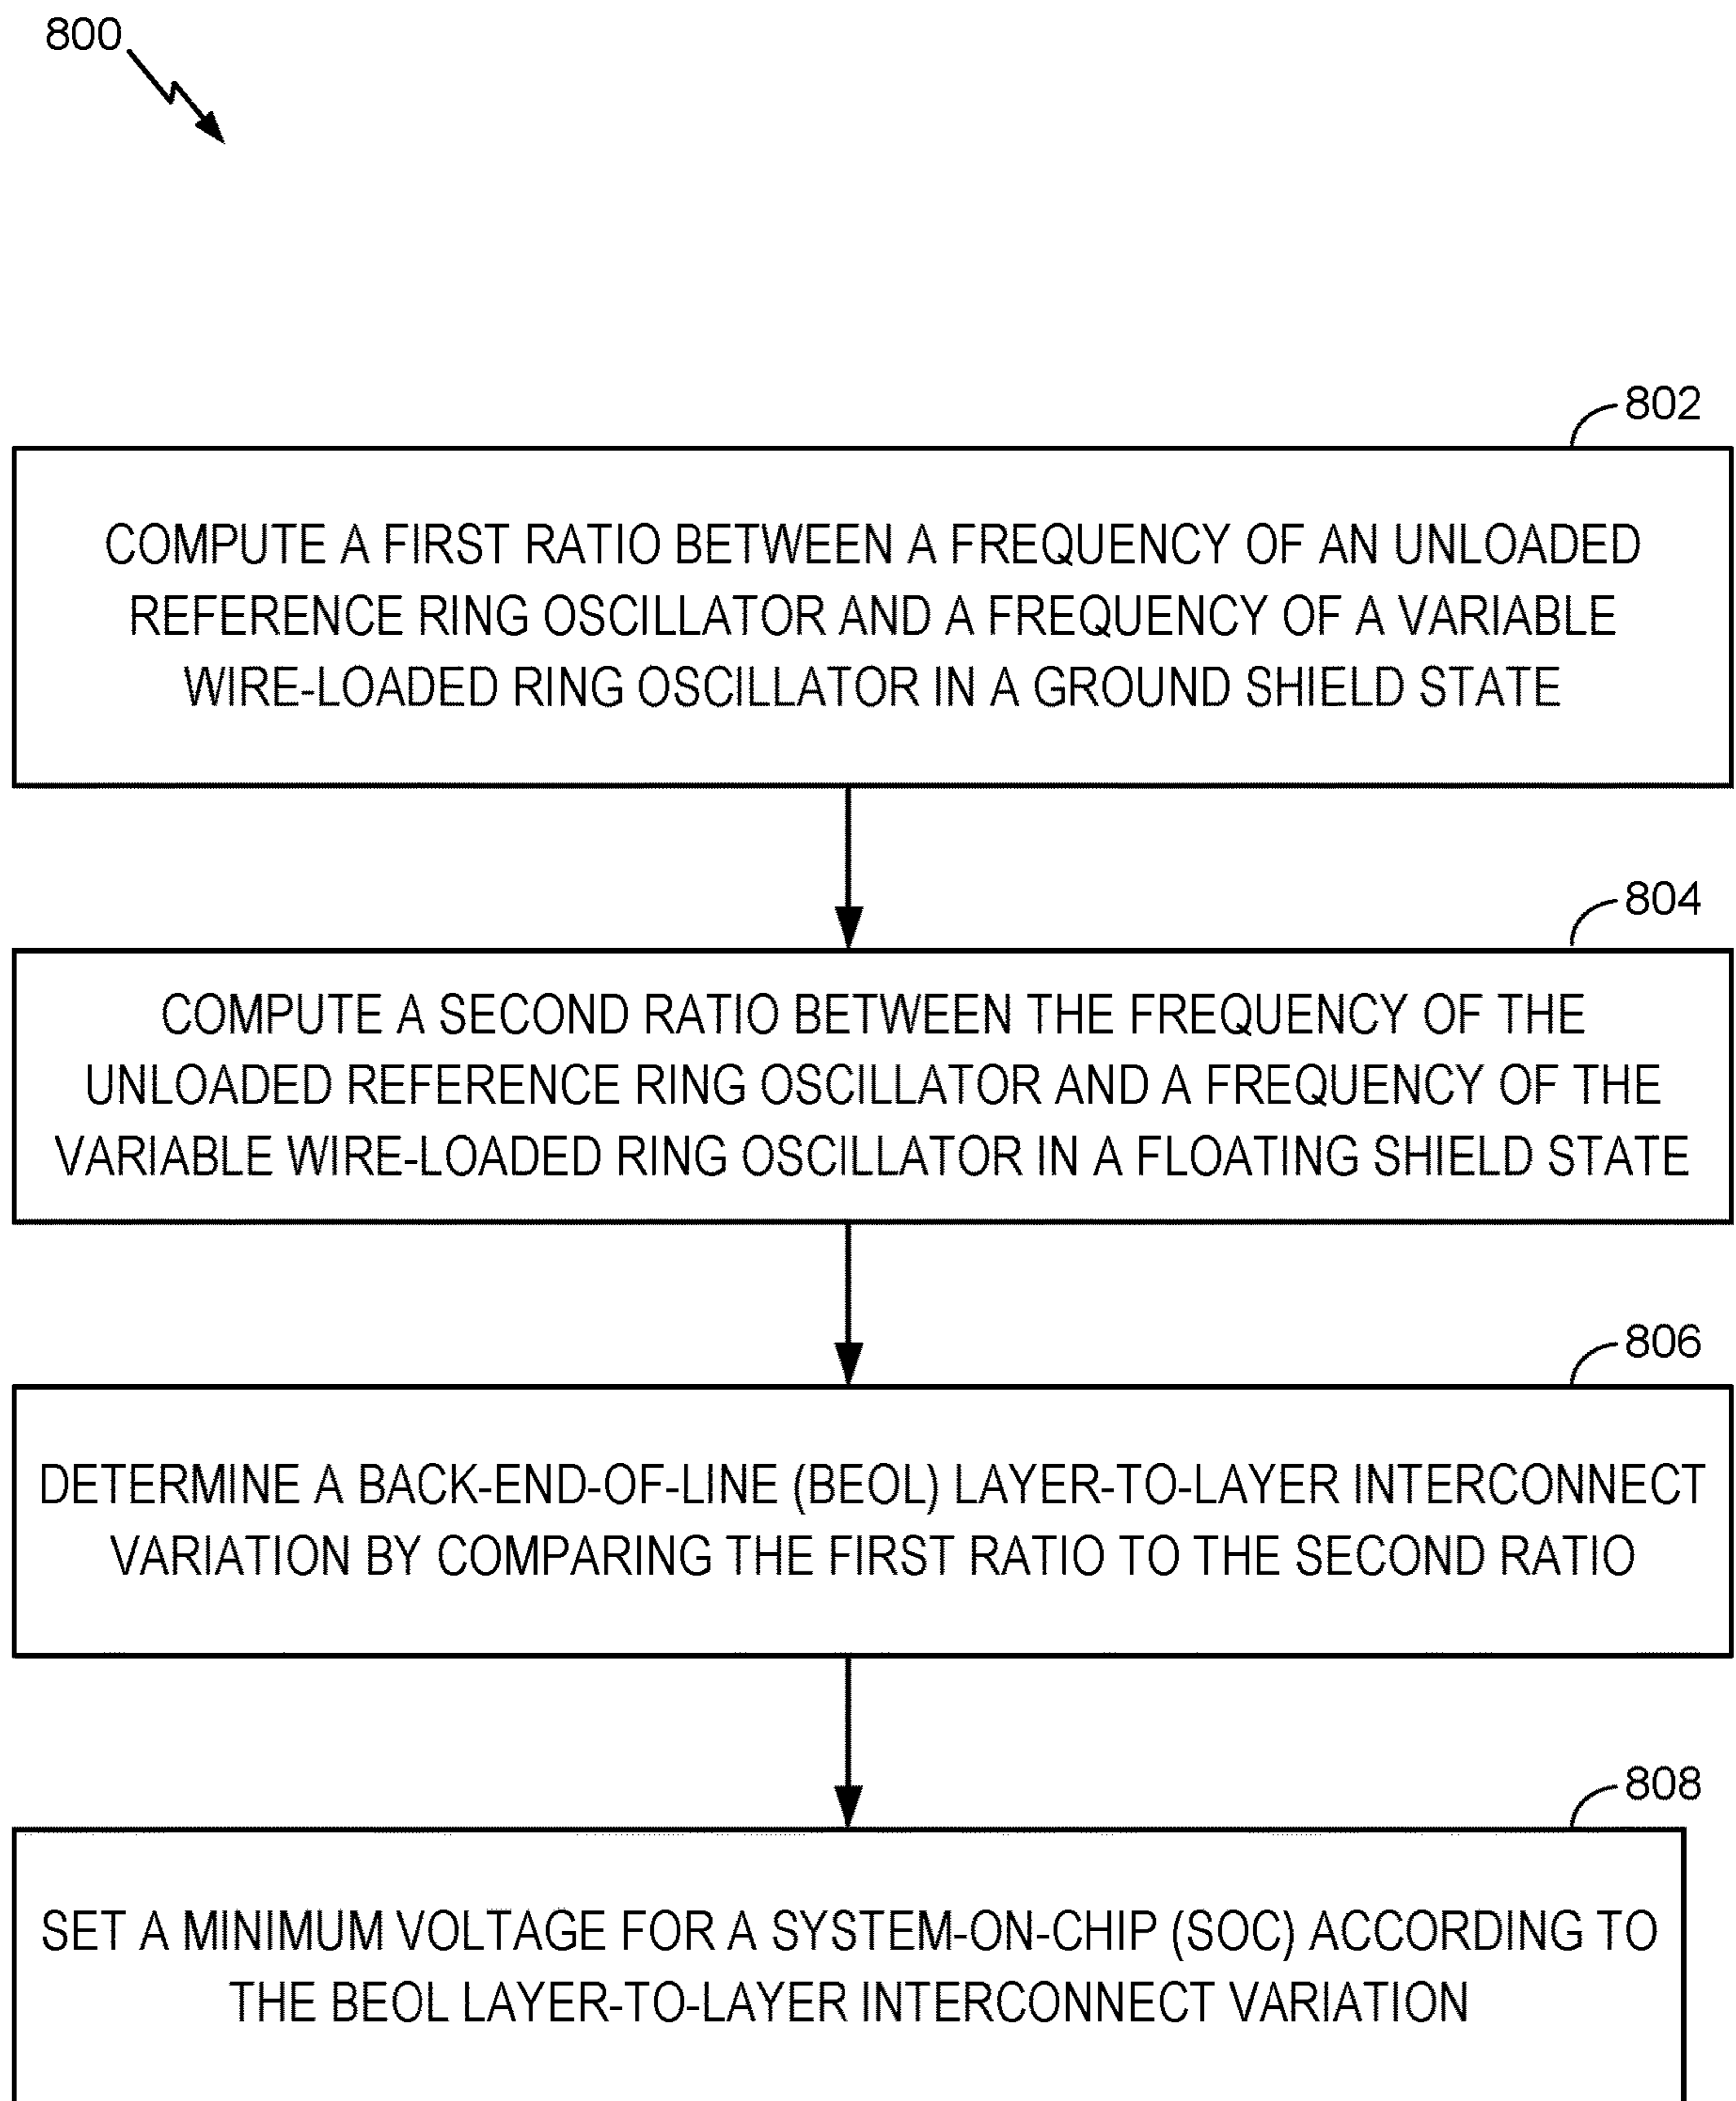 800
802
COMPUTE A FIRST RATIO BETWEEN A FREQUENCY OF AN UNLOADED
REFERENCE RING OSCILLATOR AND A FREQUENCY OF A VARIABLE
WIRE-LOADED RING OSCILLATOR IN A GROUND SHIELD STATE
804
COMPUTE A SECOND RATIO BETWEEN THE FREQUENCY OF THE
UNLOADED REFERENCE RING OSCILLATOR AND A FREQUENCY OF THE
VARIABLE WIRE-LOADED RING OSCILLATOR IN A FLOATING SHIELD STATE
806
DETERMINE A BACK-END-OF-LINE (BEOL) LAYER-TO-LAYER INTERCONNECT
VARIATION BY COMPARING THE FIRST RATIO TO THE SECOND RATIO
808
SET A MINIMUM VOLTAGE FOR A SYSTEM-ON-CHIP (SOC) ACCORDING TO
THE BEOL LAYER-TO-LAYER INTERCONNECT VARIATION